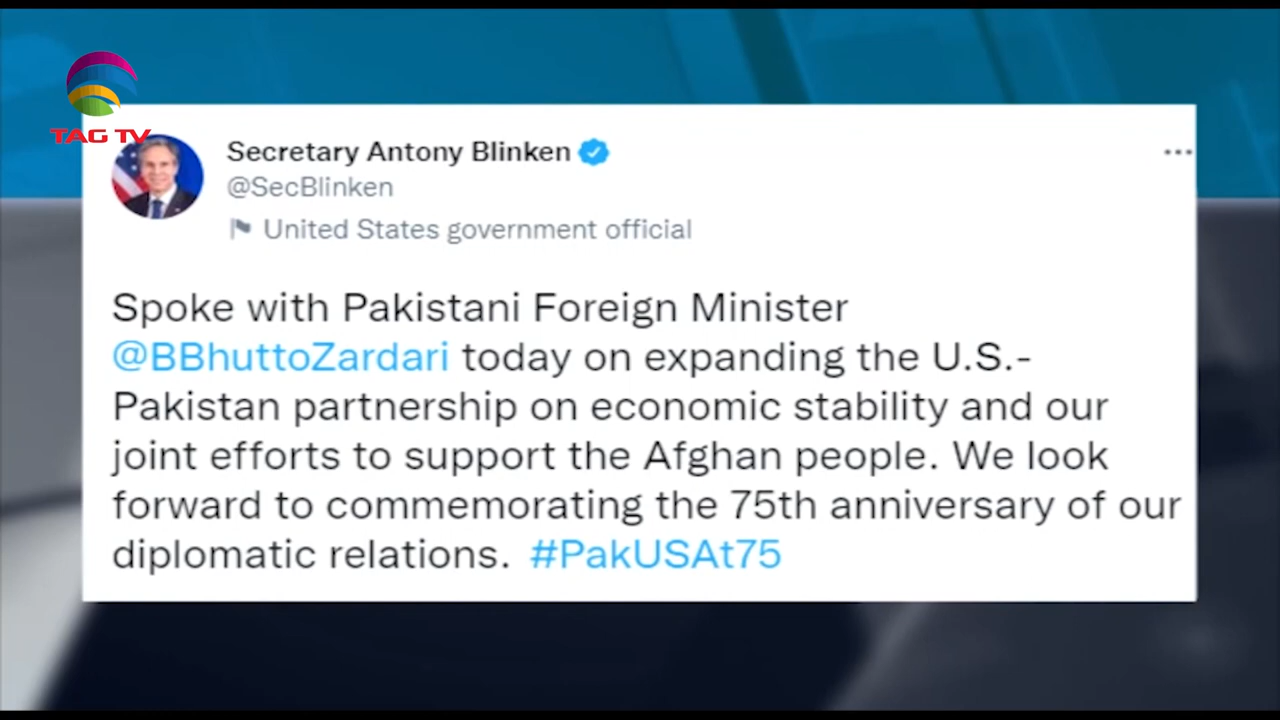 TAG TV
Secretary Antony Blinken
@SecBlinken
United States government official
Spoke with Pakistani Foreign Minister
@BBhuttoZardari today on expanding the U.S.-
Pakistan partnership on economic stability and our
joint efforts to support the Afghan people. We look
forward to commemorating the 75th anniversary of our
diplomatic relations. #PakUSAt75